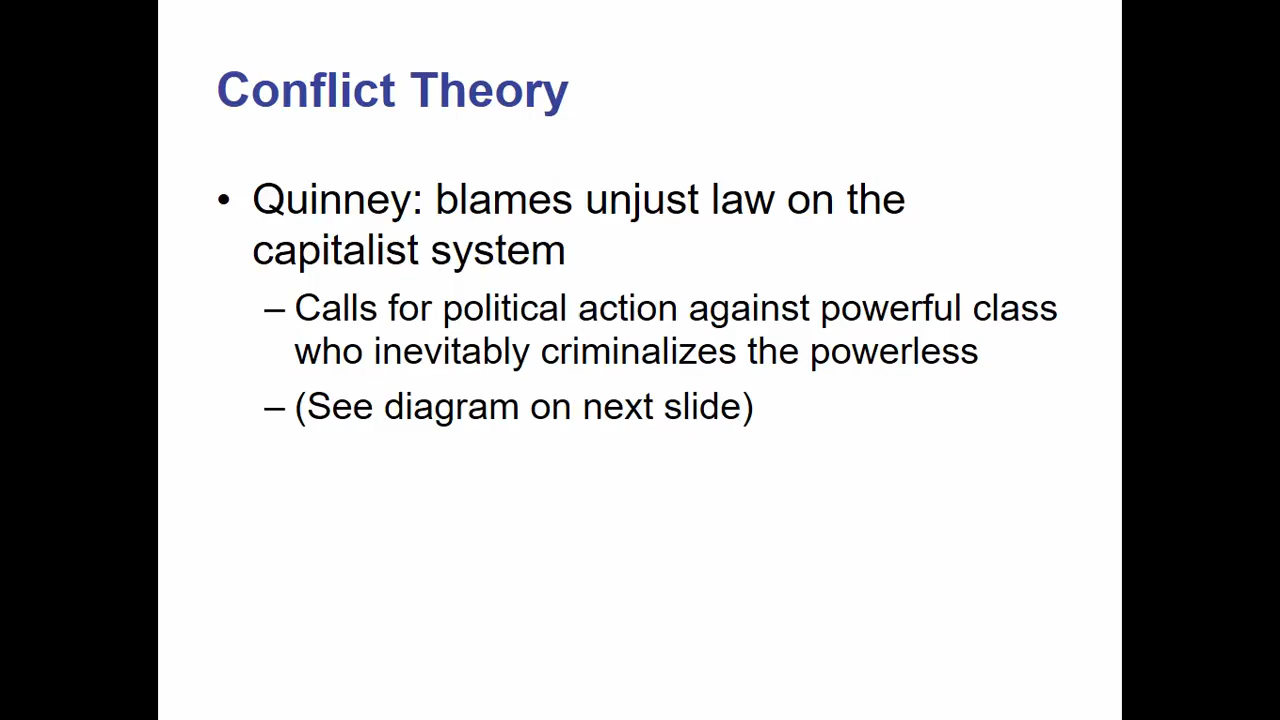 Conflict Theory
• Quinney: blames unjust law on the
capitalist system
– Calls for political action against powerful class
who inevitably criminalizes the powerless
– (See diagram on next slide)